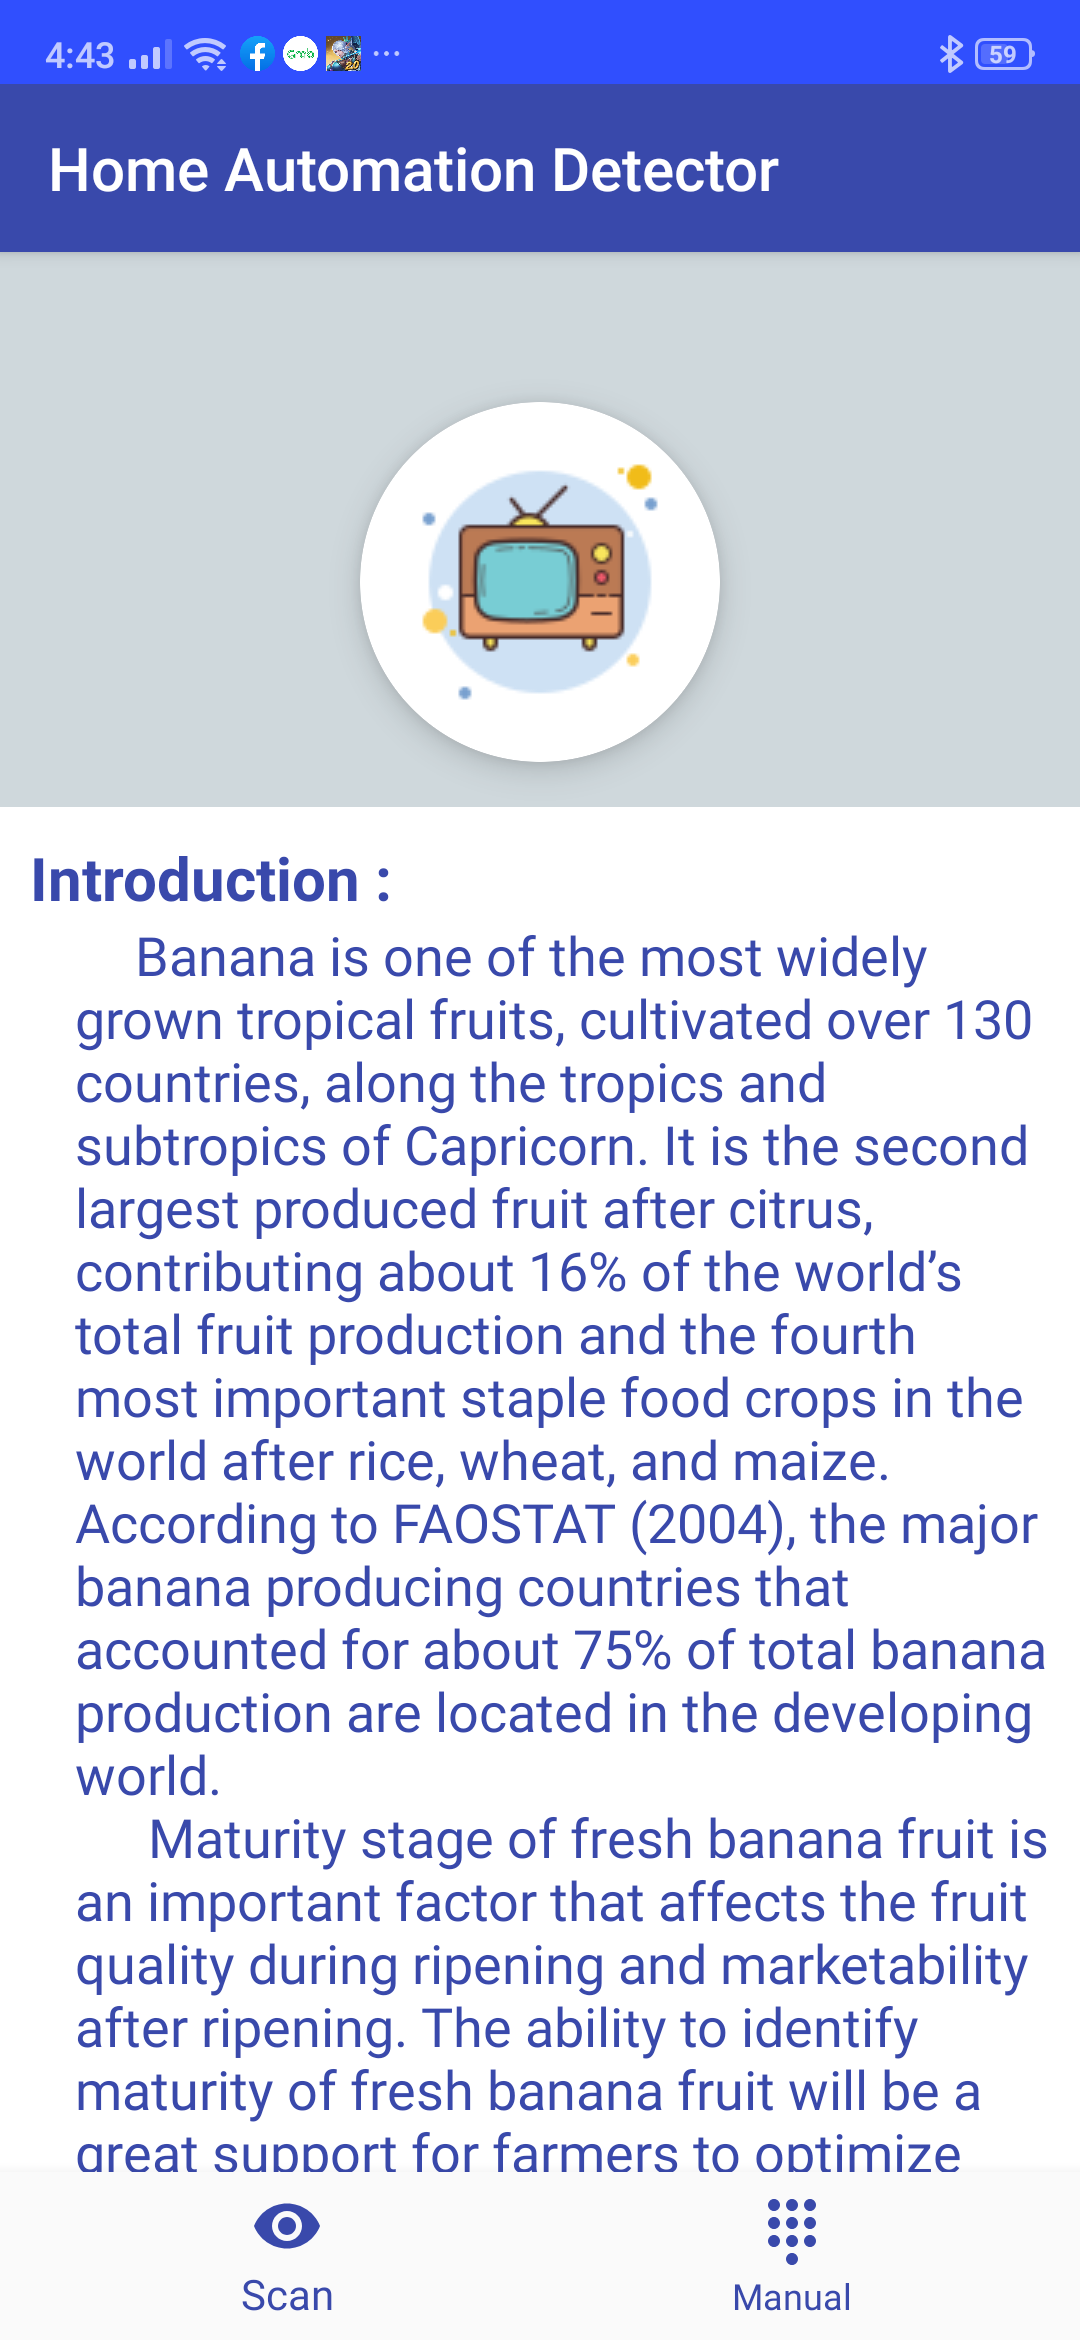 4:43
Grab
2.0
59
Home Automation Detector
Introduction :
Banana is one of the most widely
grown tropical fruits, cultivated over 130
countries, along the tropics and
subtropics of Capricorn. It is the second
largest produced fruit after citrus,
contributing about 16% of the world’s
total fruit production and the fourth
most important staple food crops in the
world after rice, wheat, and maize.
According to FAOSTAT (2004), the major
banana producing countries that
accounted for about 75% of total banana
production are located in the developing
world.
Maturity stage of fresh banana fruit is
an important factor that affects the fruit
quality during ripening and marketability
after ripening. The ability to identify
maturity of fresh banana fruit will be a
great support for farmers to optimize
Scan
Manual